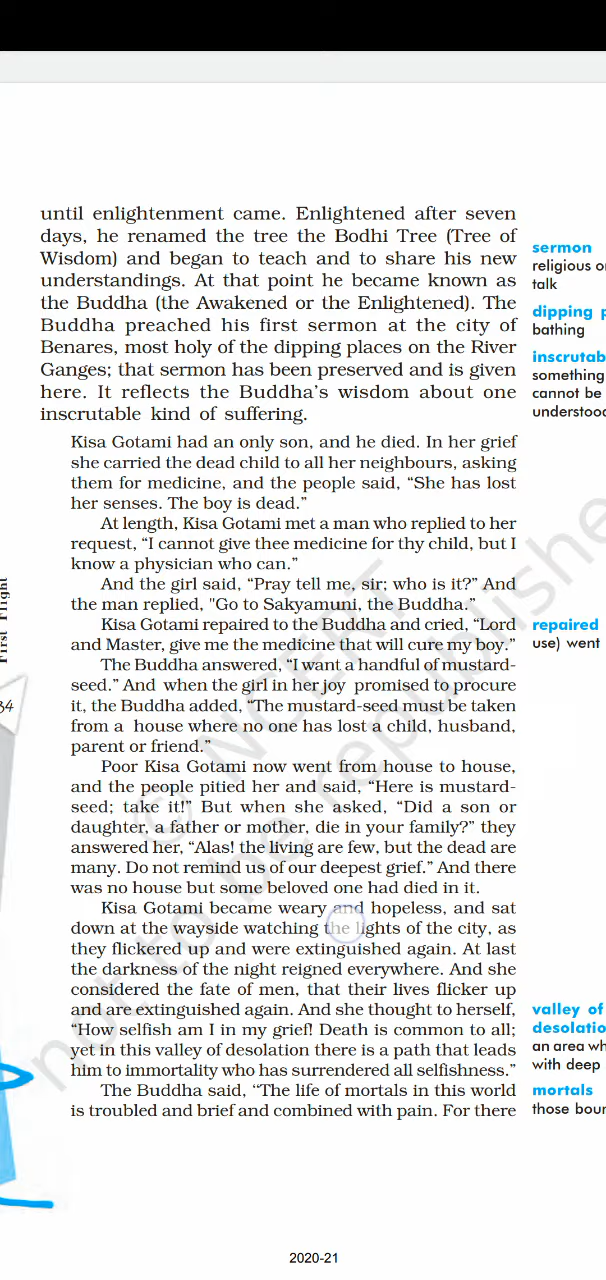 until enlightenment came. Enlightened after seven
days, he renamed the tree the Bodhi Tree (Tree of
Wisdom) and began to teach and to share his new
understandings. At that point he became known as
the Buddha (the Awakened or the Enlightened). The
Buddha preached his first sermon at the city of
Benares, most holy of the dipping places on the River
Ganges; that sermon has been preserved and is given
here. It reflects the Buddha's wisdom about one
inscrutable kind of suffering.
Kisa Gotami had an only son, and he died. In her grief
she carried the dead child to all her neighbours, asking
them for medicine, and the people said, “She has lost
her senses. The boy is dead.”
At length, Kisa Gotami met a man who replied to her
request, “I cannot give thee medicine for thy child, but I
know a physician who can.”
And the girl said, “Pray tell me, sir; who is it?” And
the man replied, "Go to Sakyamuni, the Buddha.”
Kisa Gotami repaired to the Buddha and cried, “Lord
and Master, give me the medicine that will cure my boy.”
The Buddha answered, “I want a handful of mustard-
seed.” And when the girl in her joy promised to procure
it, the Buddha added, “The mustard-seed must be taken
from a house where no one has lost a child, husband,
parent or friend.”
Poor Kisa Gotami now went from house to house,
and the people pitied her and said, “Here is mustard-
seed; take it!” But when she asked, “Did a son or
daughter, a father or mother, die in your family?” they
answered her, “Alas! the living are few, but the dead are
many. Do not remind us of our deepest grief.” And there
was no house but some beloved one had died in it.
Kisa Gotami became weary and hopeless, and sat
down at the wayside watching the lights of the city, as
they flickered up and were extinguished again. At last
the darkness of the night reigned everywhere. And she
considered the fate of men, that their lives flicker up
and are extinguished again. And she thought to herself,
“How selfish am I in my grief! Death is common to all;
yet in this valley of desolation there is a path that leads
him to immortality who has surrendered all selfishness.”
The Buddha said, “The life of mortals in this world
is troubled and brief and combined with pain. For there
sermon
religious o
talk
dipping p
bathing
inscrutab
something
cannot be
understood
repaired
use) went
valley of
desolatio
an area wh
with deep
mortals
those bou
First Flight
34
© NCERT
not to be republishe
2020-21